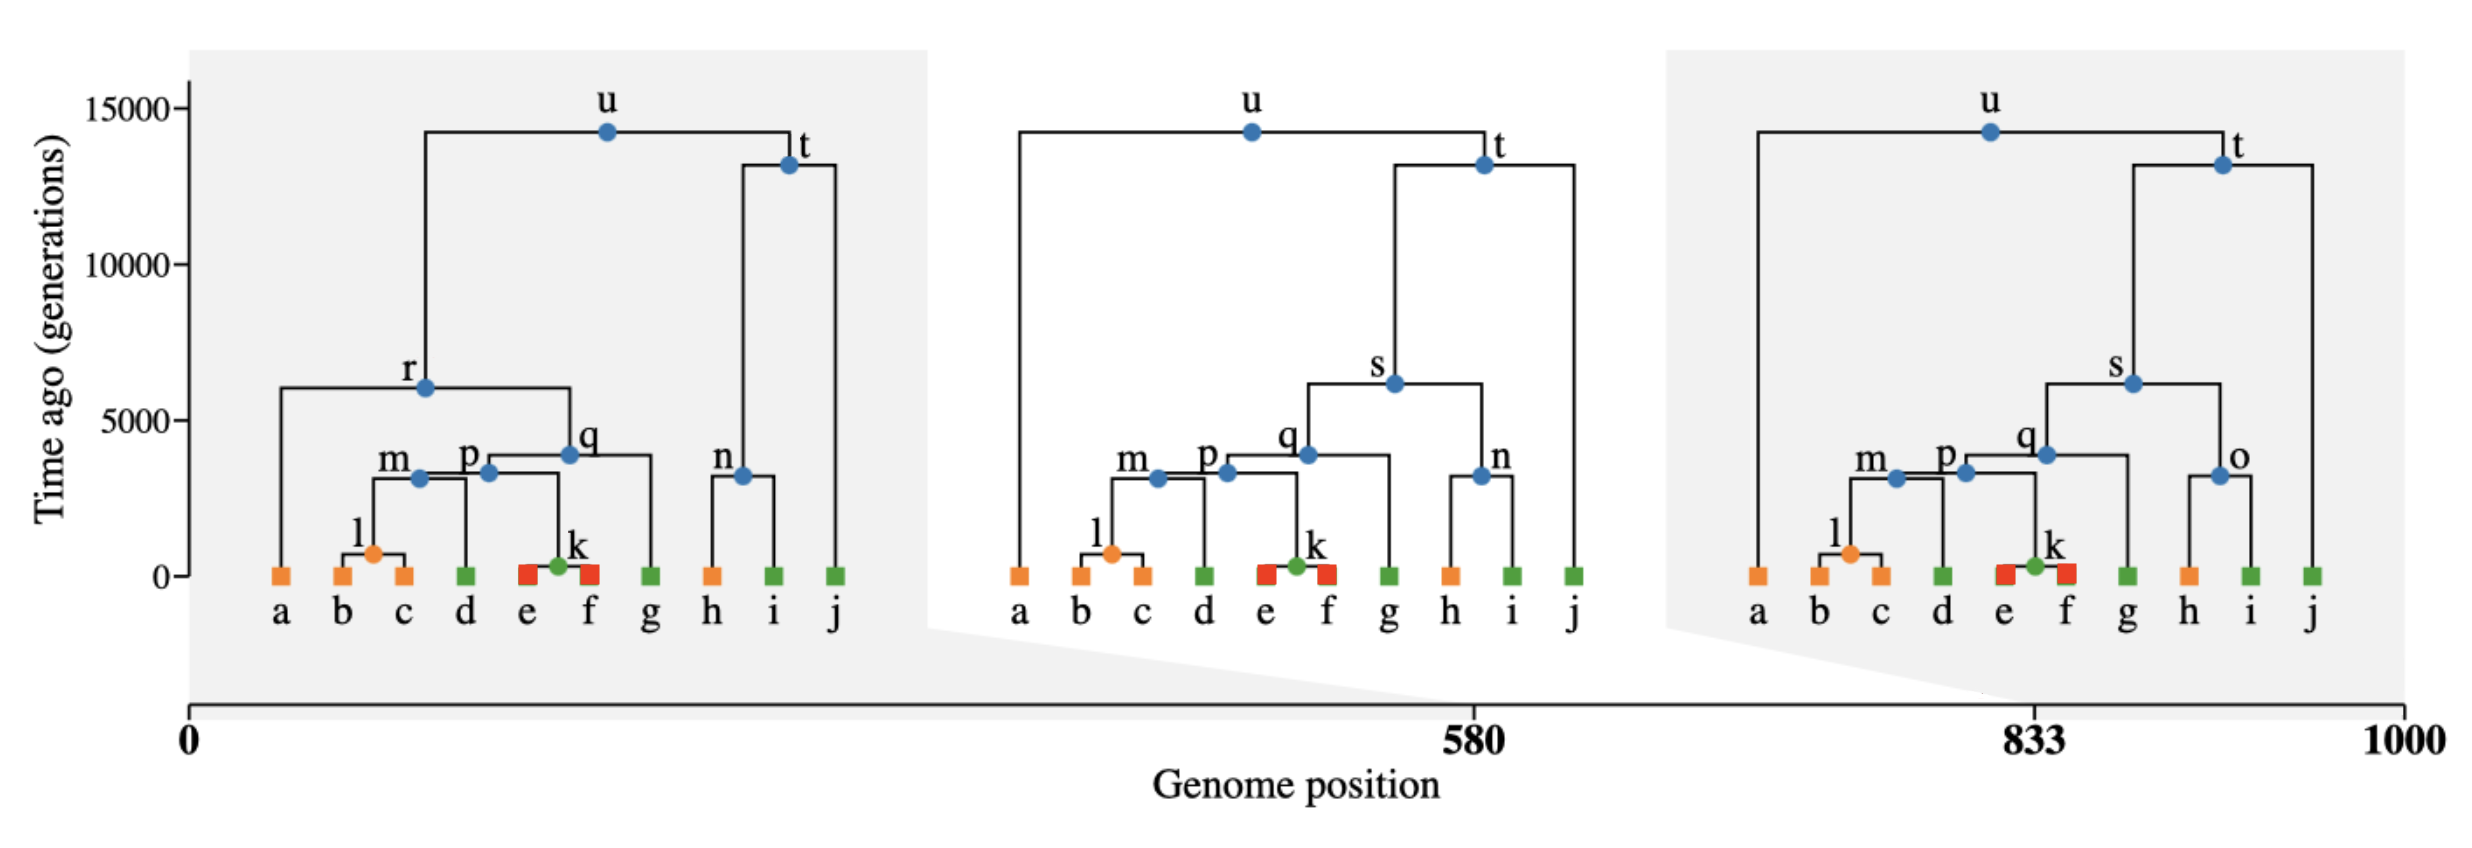 u u u
15000
t t t
10000
Time ago (generations)
r s s
5000
m p q n m p q n m p q o
l k l k l k
0
a b c d e f g h i j a b c d e f g h i j a b c d e f g h i j
0 580 833 1000
Genome position